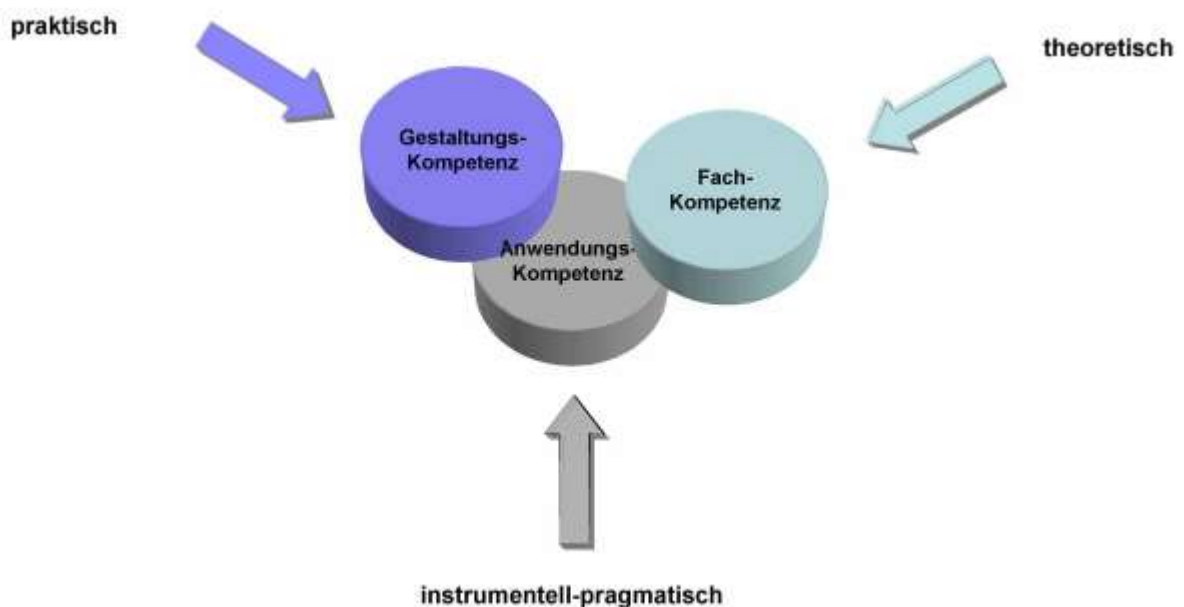 praktisch
theoretisch
Gestaltungs-
Kompetenz
Fach-
Kompetenz
Anwendungs-
Kompetenz
instrumentell-pragmatisch